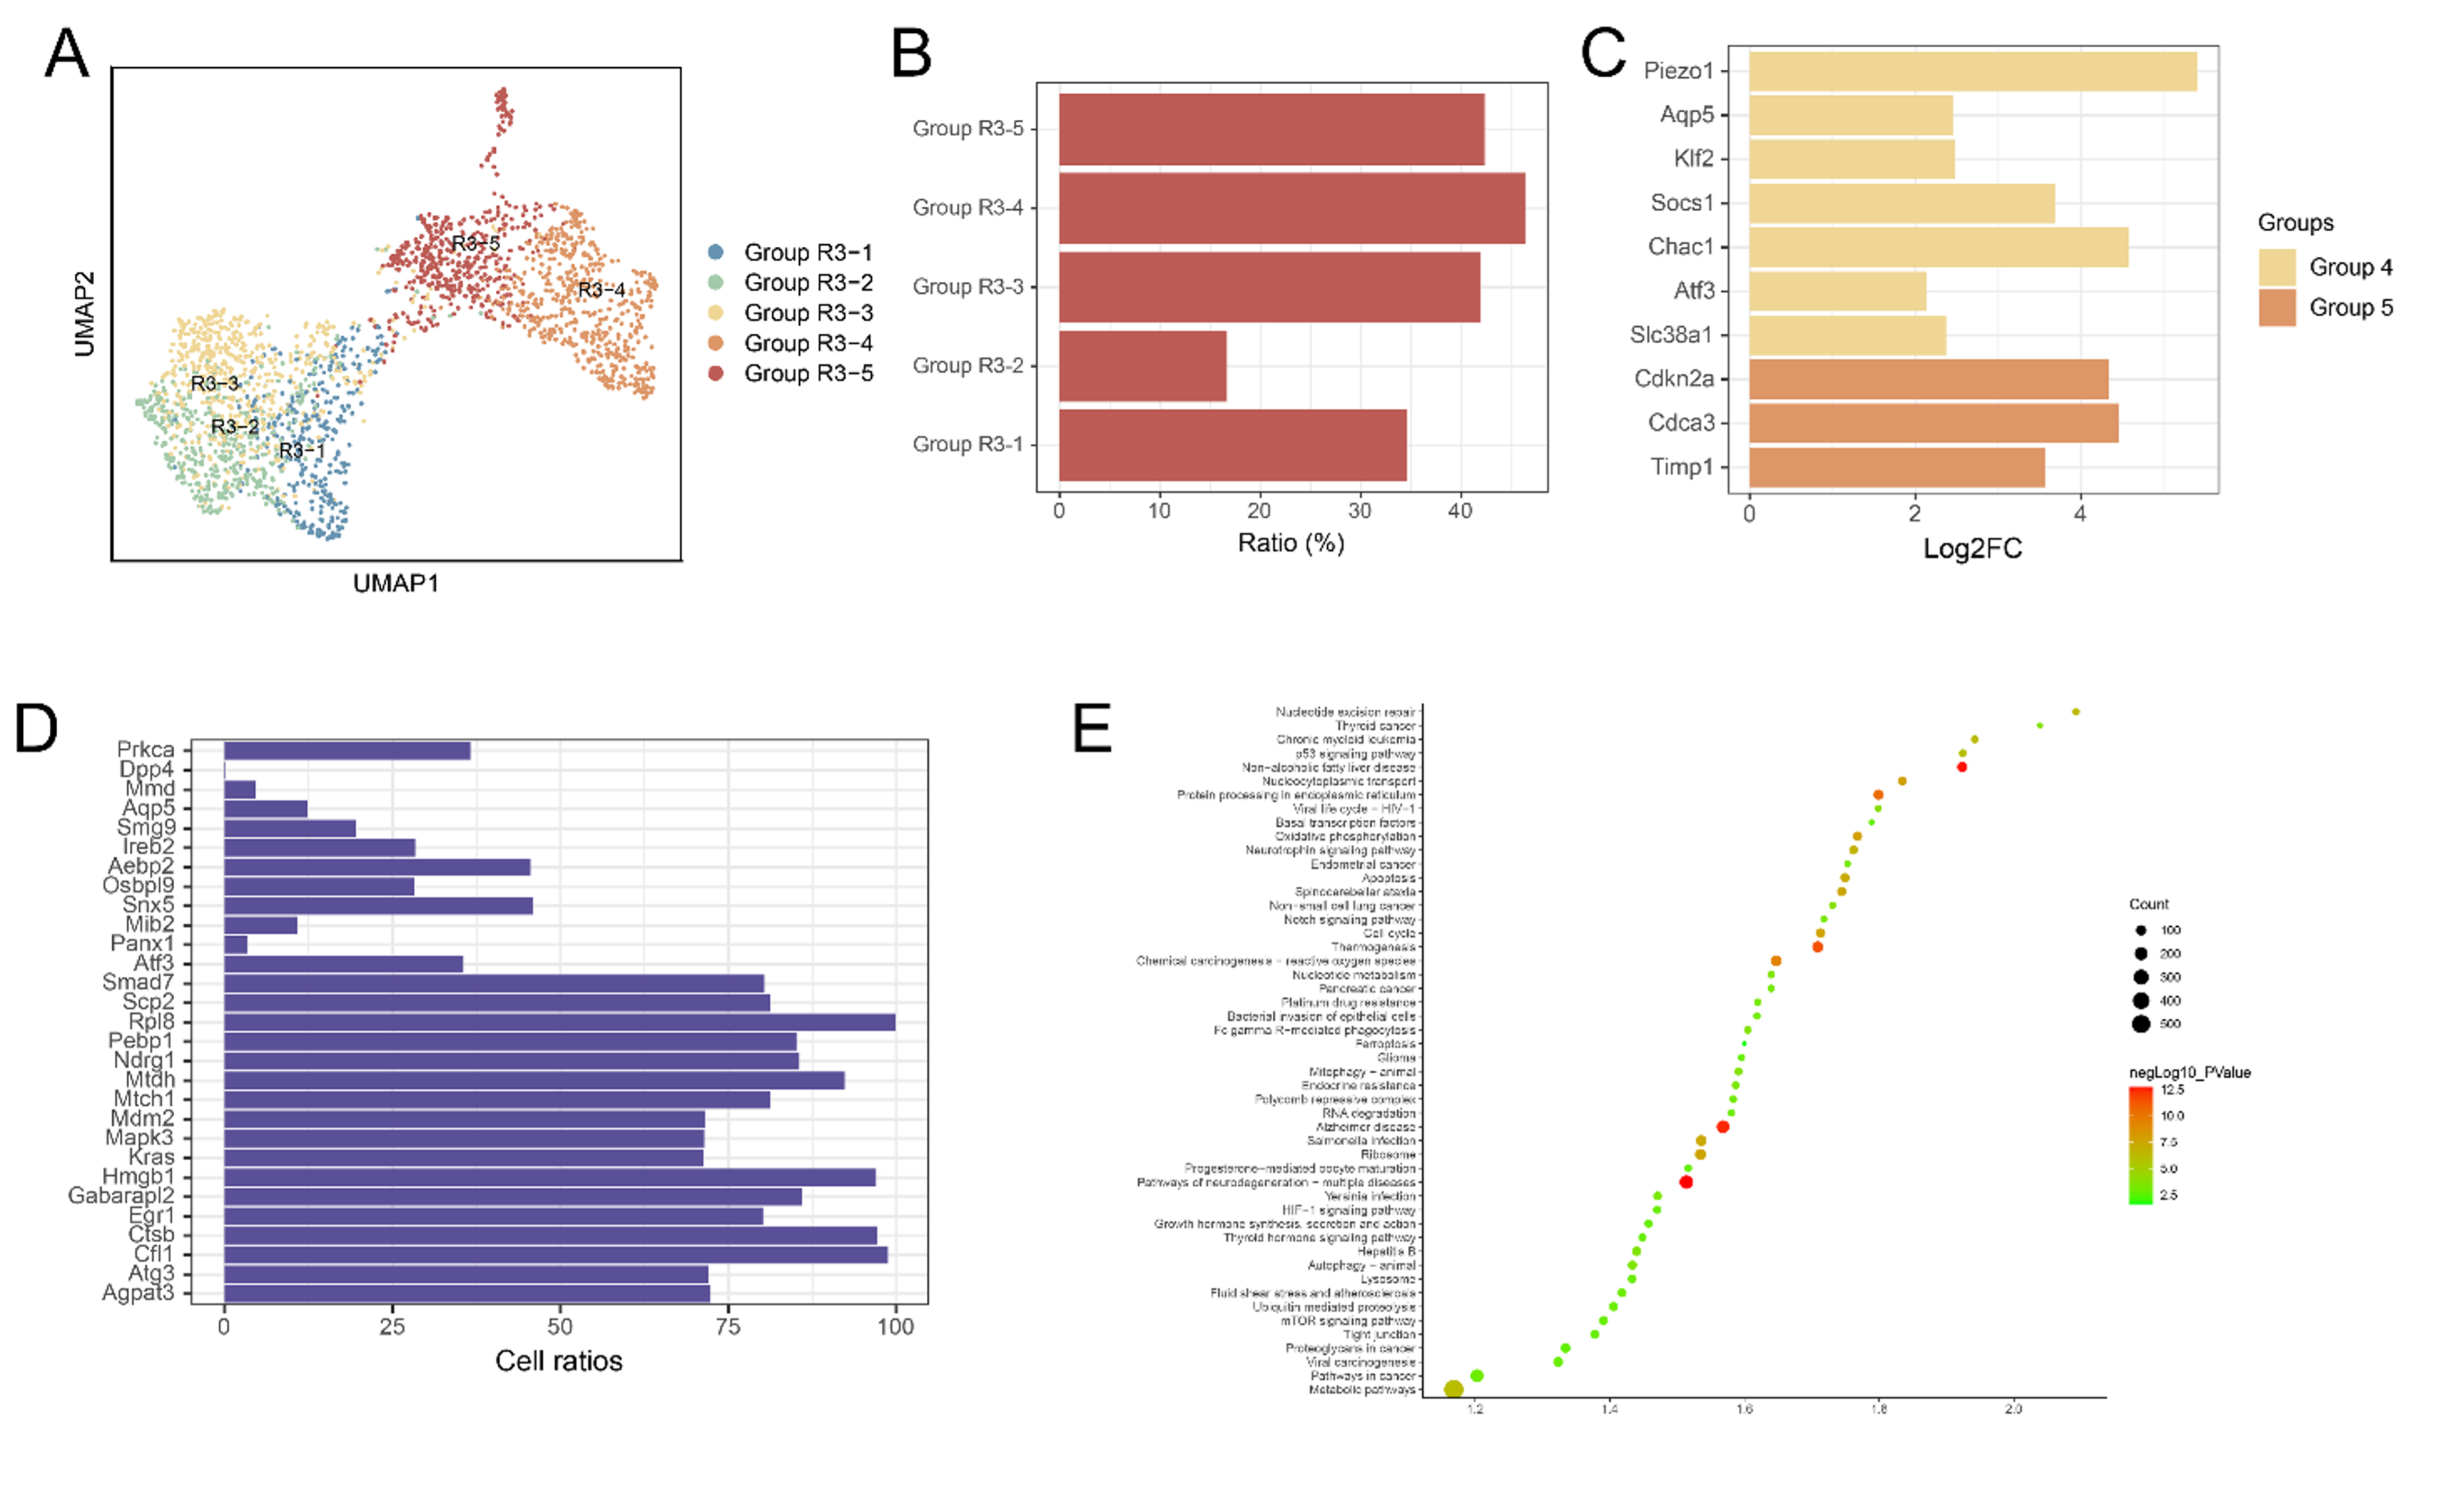 A
R3-5
R3-4
R3-3
R3-2
R3-1
UMAP2
UMAP1
Group R3-1
Group R3-2
Group R3-3
Group R3-4
Group R3-5
B
Group R3-5
Group R3-4
Group R3-3
Group R3-2
Group R3-1
0 10 20 30 40
Ratio (%)
C
Piezo1
Aqp5
Klf2
Socs1
Chac1
Atf3
Slc38a1
Cdkn2a
Cdca3
Timp1
0 2 4
Log2FC
Groups
Group 4
Group 5
D
Prkca
Dpp4
Mmd
Aqp5
Smg9
Ireb2
Aebp2
Osbpl9
Snx5
Mib2
Panx1
Atf3
Smad7
Scp2
Rpl8
Pebp1
Ndrg1
Mtdh
Mtch1
Mdm2
Mapk3
Kras
Hmgb1
Gabarapl2
Egr1
Ctsb
Cfl1
Atg3
Agpat3
0 25 50 75 100
Cell ratios
E
Nucleotide excision repair
Thyroid cancer
Chronic myeloid leukemia
p53 signaling pathway
Non-alcoholic fatty liver disease
Nucleocytoplasmic transport
Protein processing in endoplasmic reticulum
Viral life cycle - HIV-1
Basal transcription factors
Oxidative phosphorylation
Neurotrophin signaling pathway
Endometrial cancer
Apoptosis
Spinocerebellar ataxia
Non-small cell lung cancer
Notch signaling pathway
Cell cycle
Thermogenesis
Chemical carcinogenesis - reactive oxygen species
Nucleotide metabolism
Pancreatic cancer
Platinum drug resistance
Bacterial invasion of epithelial cells
Fc gamma R-mediated phagocytosis
Ferroptosis
Glioma
Mitophagy - animal
Endocrine resistance
Polycomb repressive complex
RNA degradation
Alzheimer disease
Salmonella infection
Ribosome
Progesterone-mediated oocyte maturation
Pathways of neurodegeneration - multiple diseases
Yersinia infection
HIF-1 signaling pathway
Growth hormone synthesis, secretion and action
Thyroid hormone signaling pathway
Hepatitis B
Autophagy - animal
Lysosome
Fluid shear stress and atherosclerosis
Ubiquitin mediated proteolysis
mTOR signaling pathway
Tight junction
Proteoglycans in cancer
Viral carcinogenesis
Pathways in cancer
Metabolic pathways
1.2 1.4 1.6 1.8 2.0
Count
100
200
300
400
500
negLog10_PValue
12.5
10.0
7.5
5.0
2.5